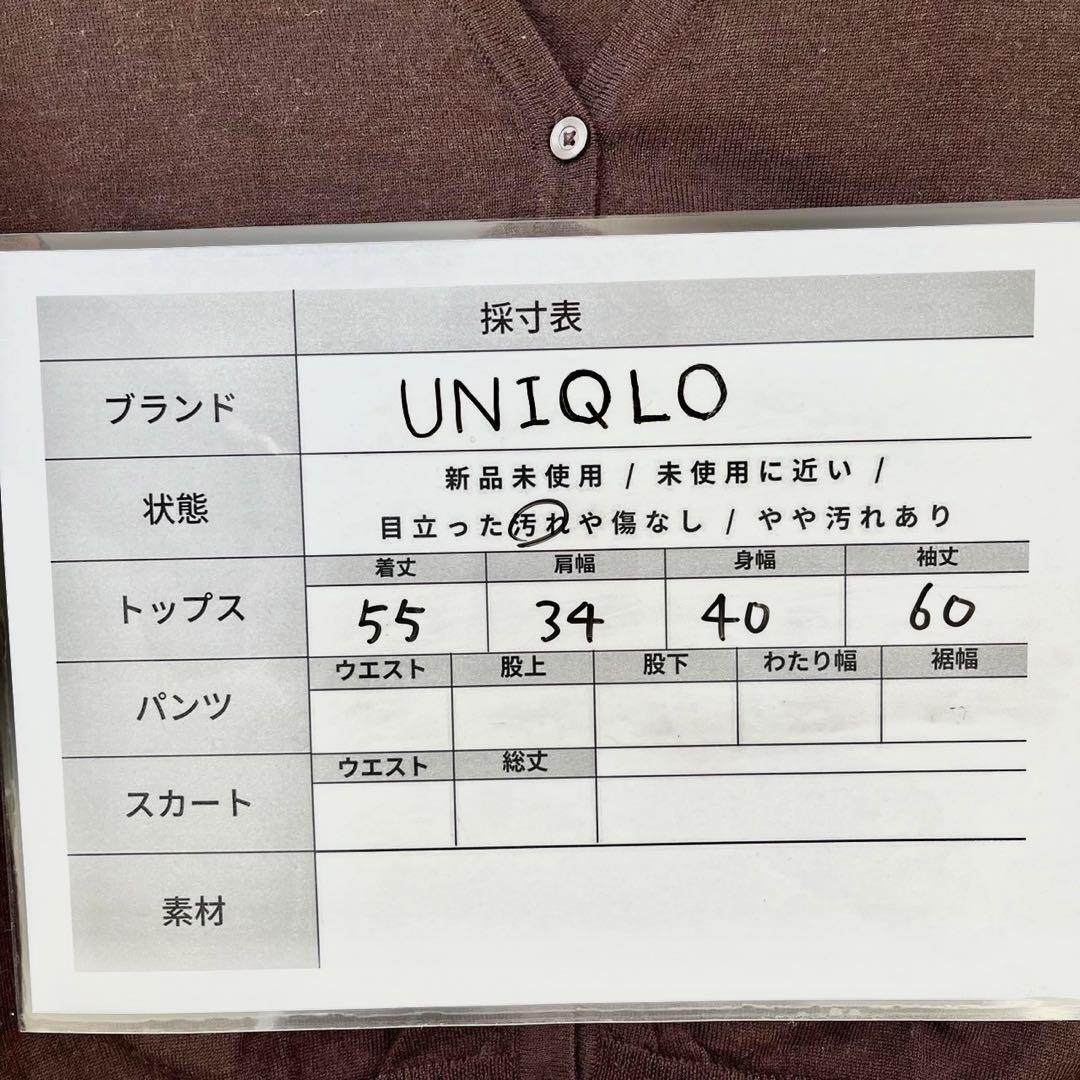 採寸表
ブランド UNIQLO
状態 新品未使用 / 未使用に近い /
目立った汚れや傷なし / やや汚れあり
着丈 肩幅 身幅 袖丈
トップス 55 34 40 60
ウエスト 股上 股下 わたり幅 裾幅
パンツ
ウエスト 総丈
スカート
素材